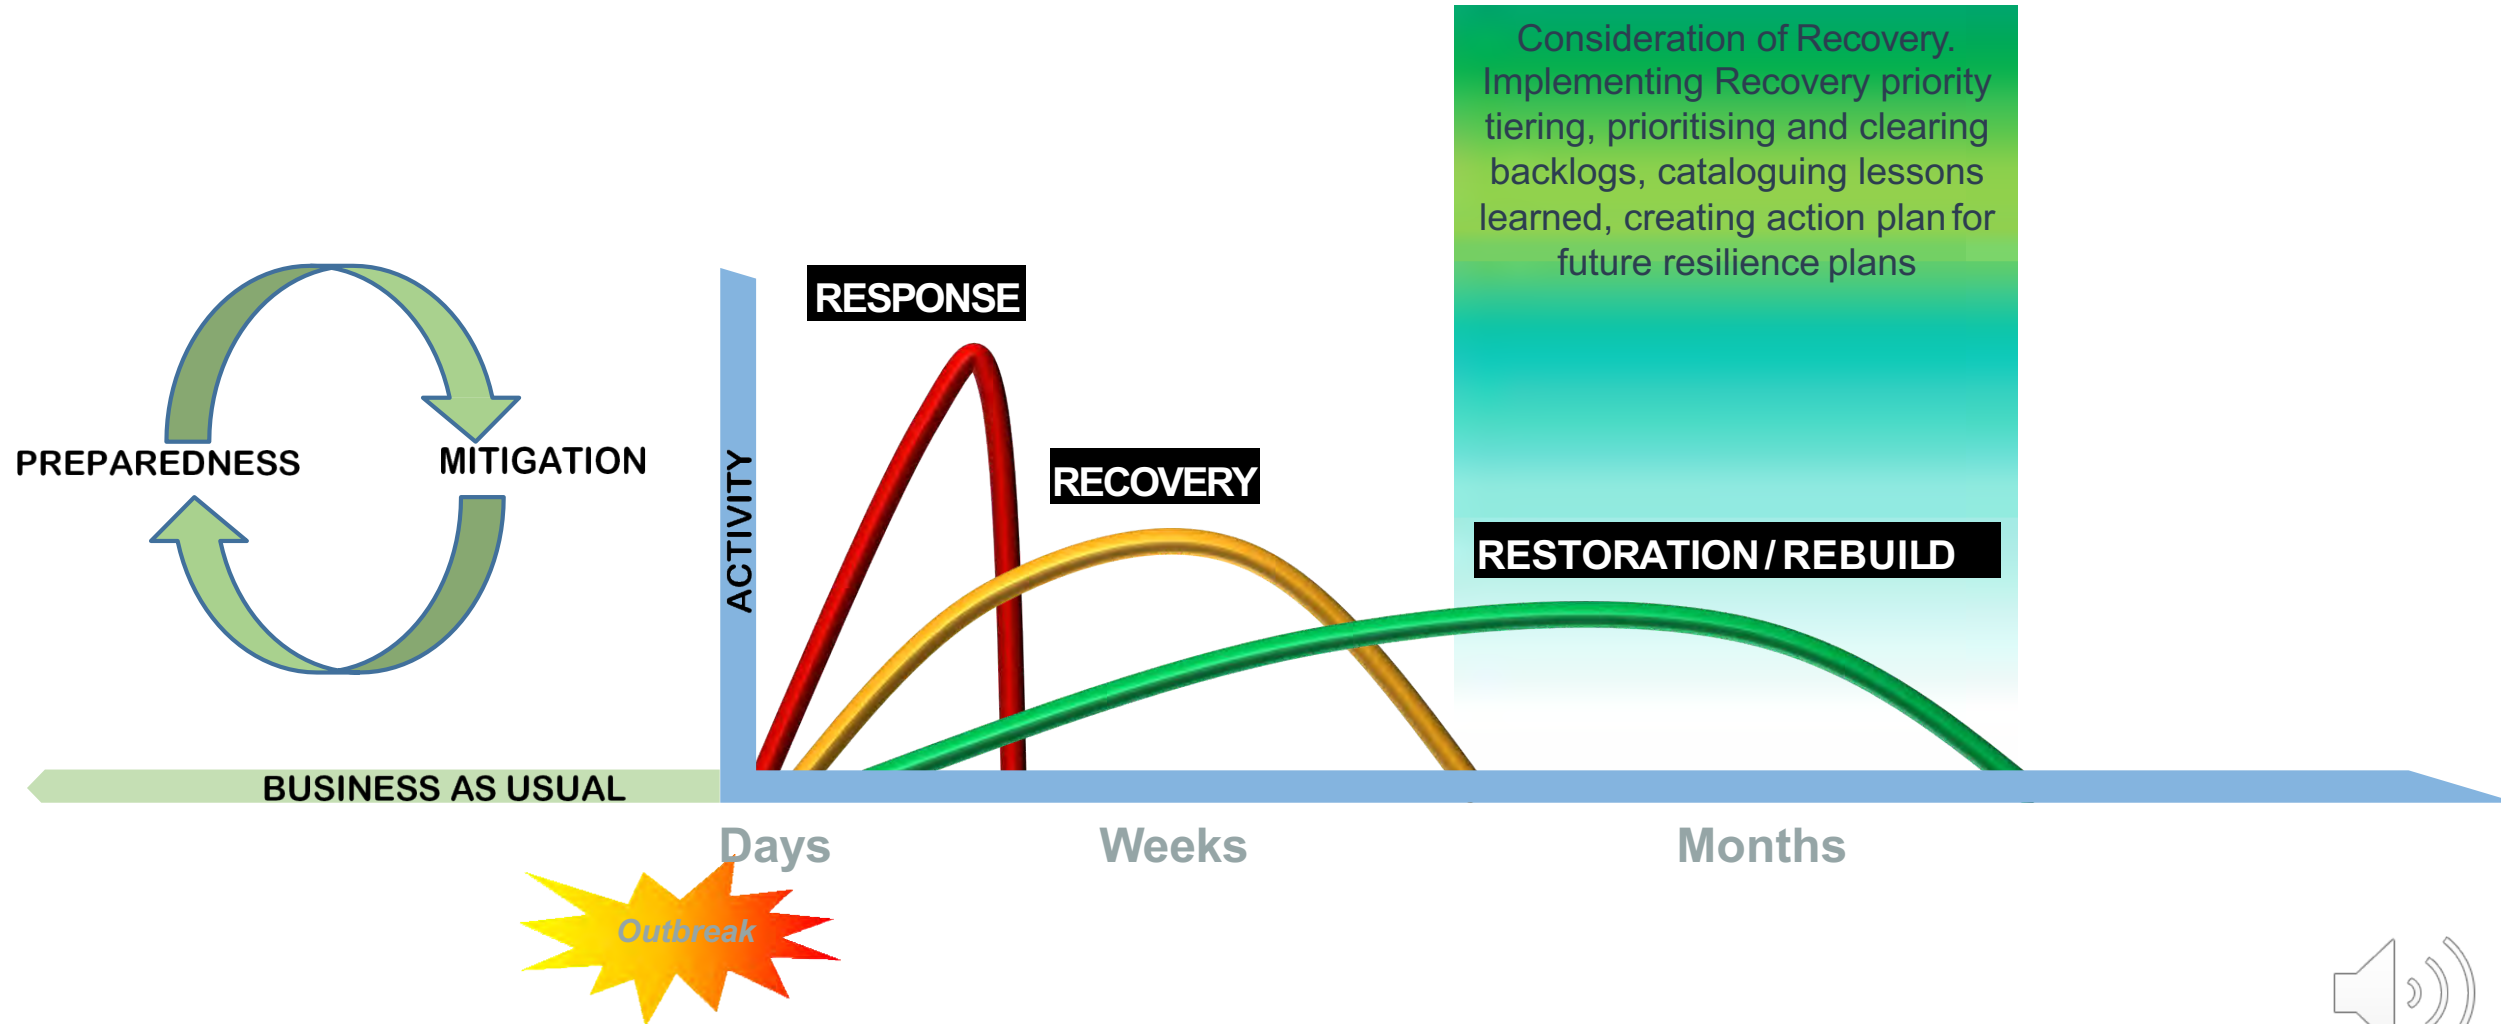 Consideration of Recovery.
Implementing Recovery priority
tiering, prioritising and clearing
backlogs, cataloguing lessons
learned, creating action plan for
future resilience plans
RESPONSE
PREPAREDNESS
MITIGATION
ACTIVITY
RECOVERY
RESTORATION / REBUILD
BUSINESS AS USUAL
Days
Weeks
Months
Outbreak